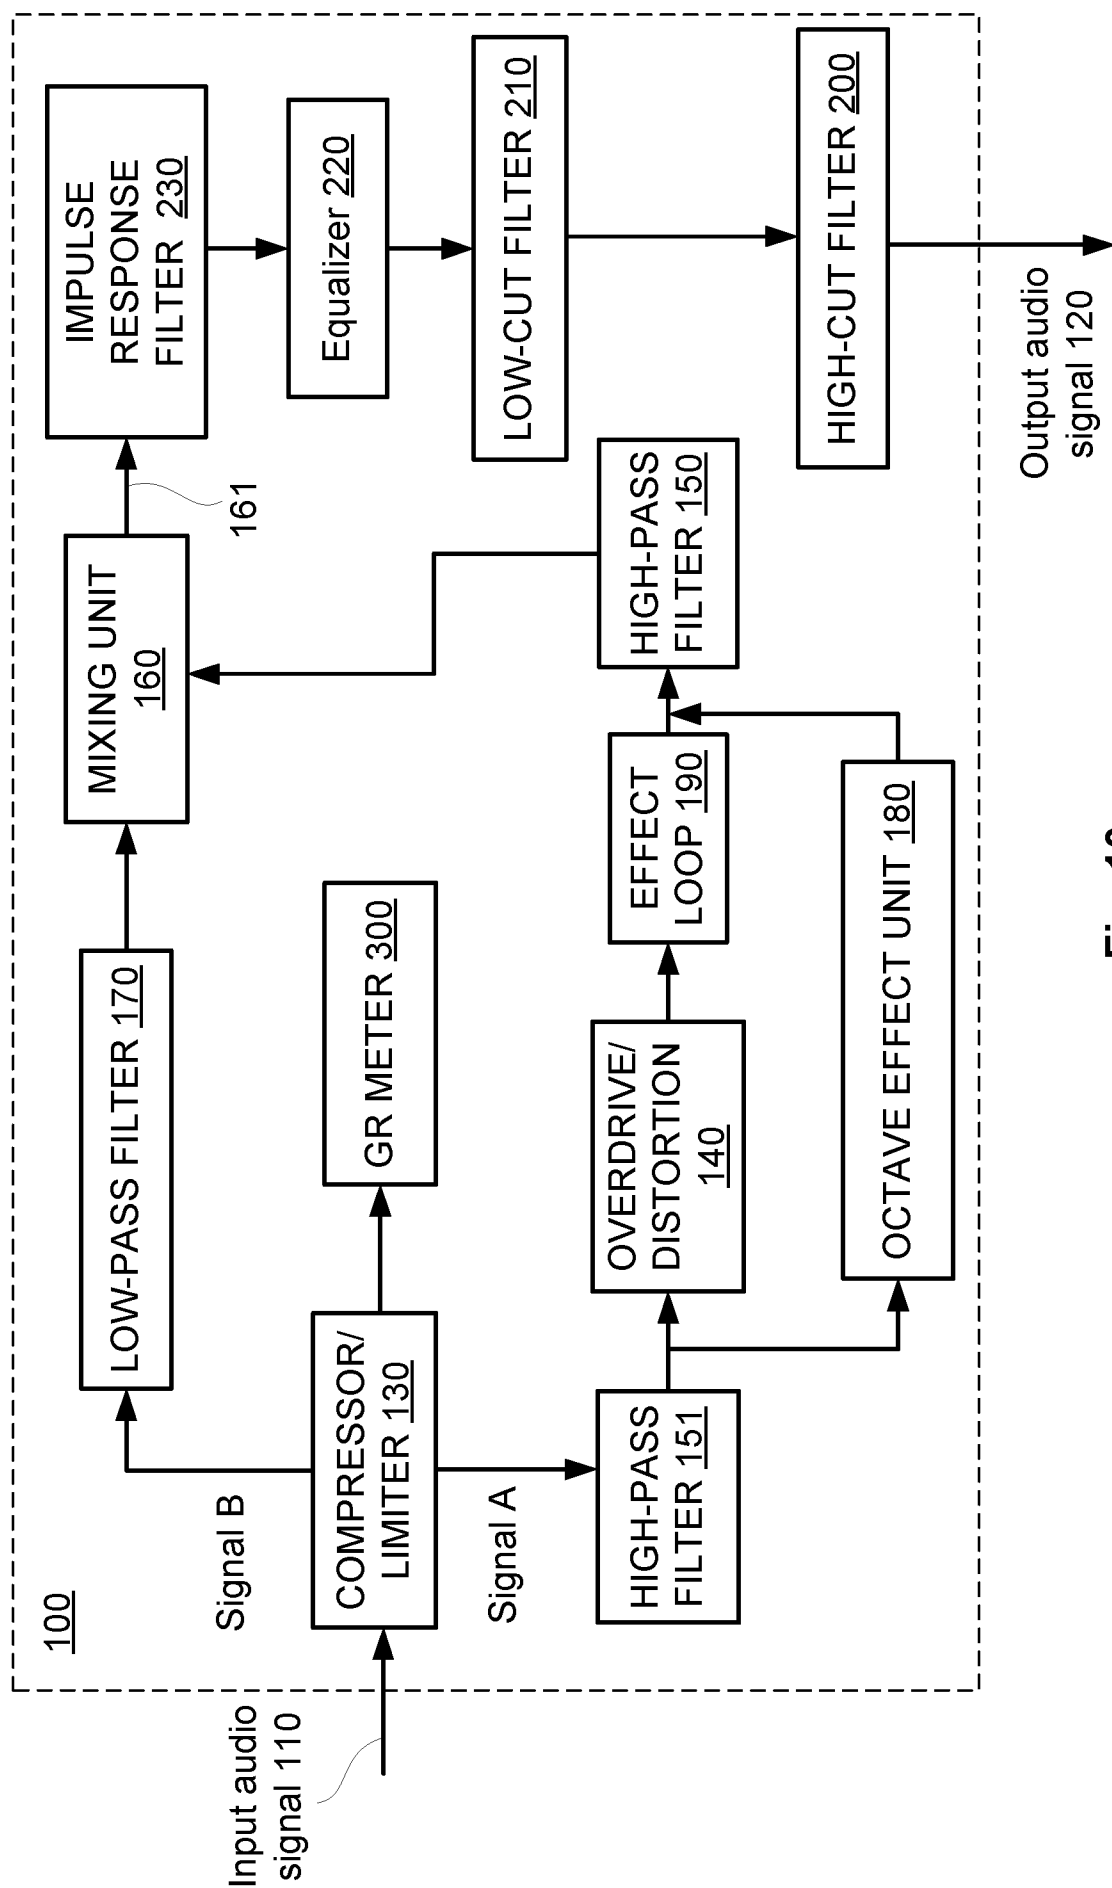 100
Input audio
signal 110
Signal B
COMPRESSOR/
LIMITER 130
Signal A
LOW-PASS FILTER 170
GR METER 300
HIGH-PASS
FILTER 151
OVERDRIVE/
DISTORTION
140
EFFECT
LOOP 190
OCTAVE EFFECT UNIT 180
HIGH-PASS
FILTER 150
MIXING UNIT
160
161
IMPULSE
RESPONSE
FILTER 230
Equalizer 220
LOW-CUT FILTER 210
HIGH-CUT FILTER 200
Output audio
signal 120